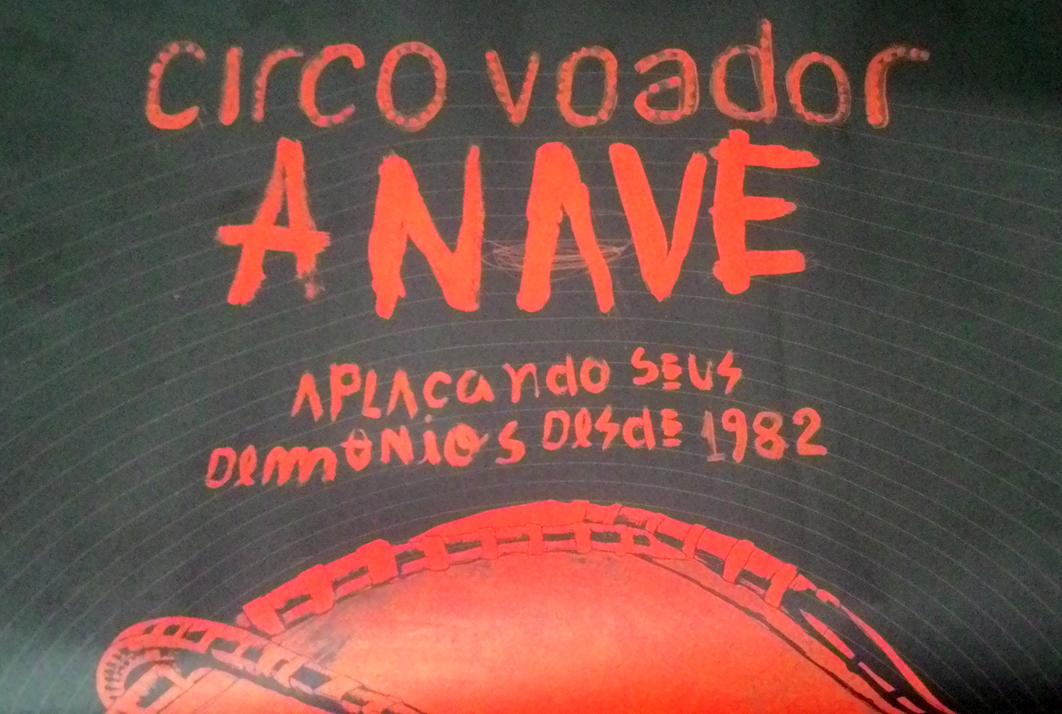 circo voador
A NAVE
APLAcando SEUS
DemoNios DesdE 1982